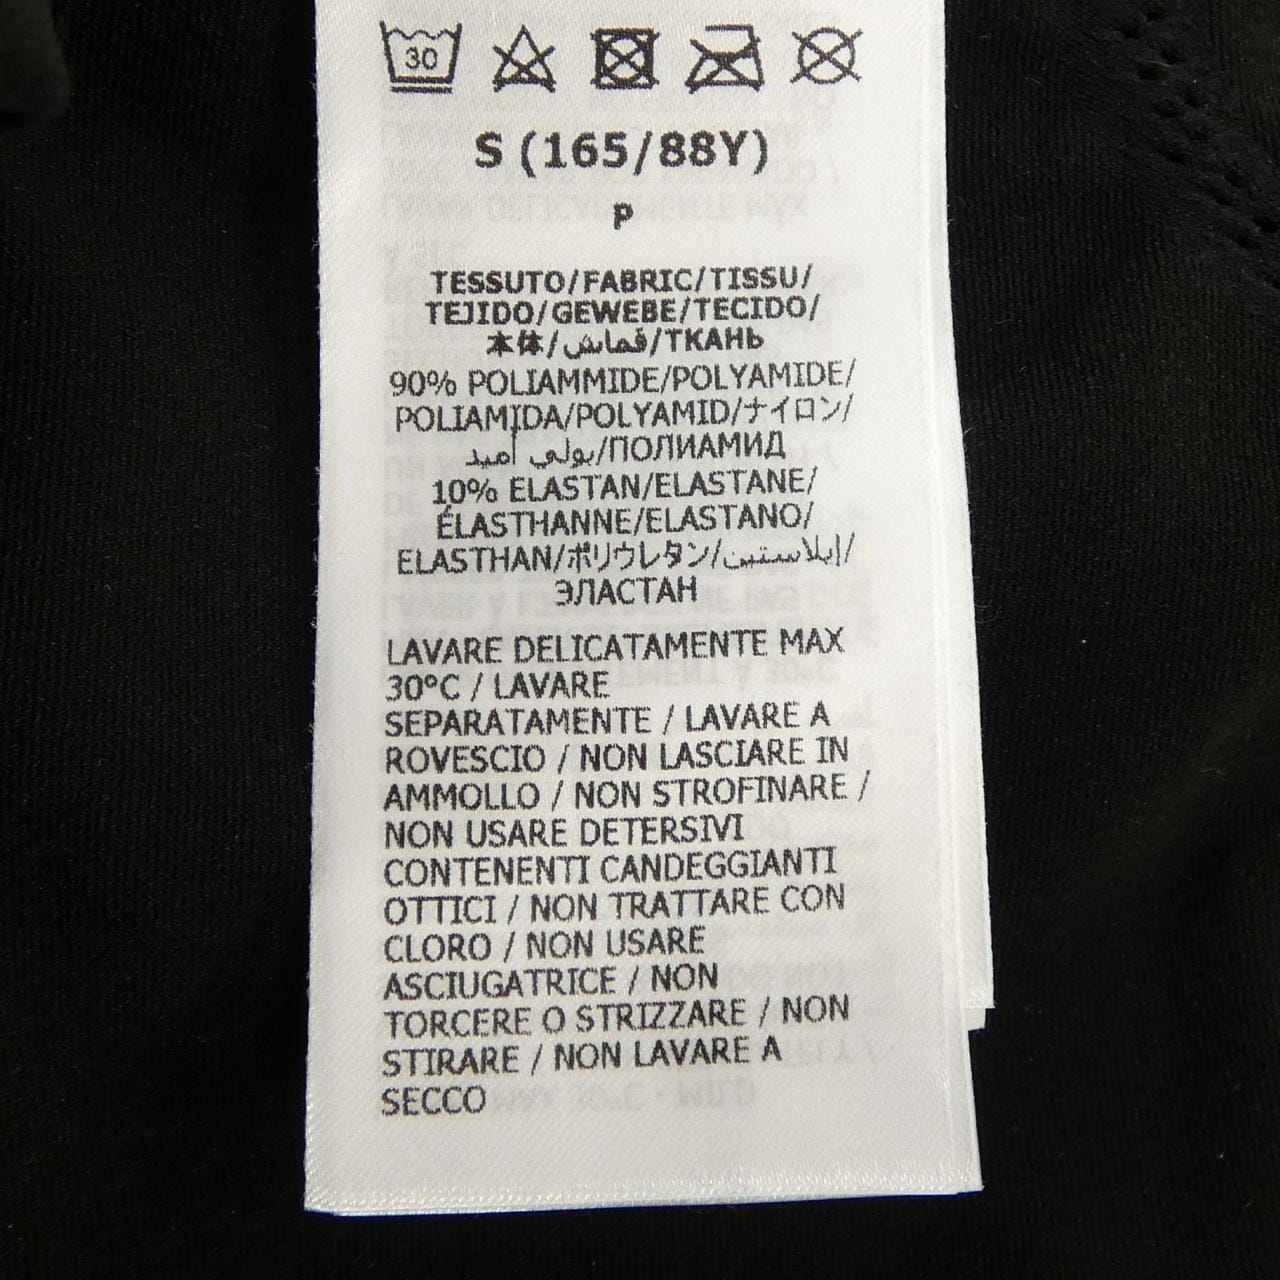 30
S (165/88Y)
P
TESSUTO/FABRIC/TISSU/
TEJIDO/GEWEBE/TECIDO/
本体/قماش/ТКАНЬ
90% POLIAMMIDE/POLYAMIDE/
POLIAMIDA/POLYAMID/ナイロン/
بولي أميد/ПОЛИАМИД
10% ELASTAN/ELASTANE/
ÉLASTHANNE/ELASTANO/
ELASTHAN/ポリウレタン/إيلاستين/
ЭЛАСТАН
LAVARE DELICATAMENTE MAX
30°C / LAVARE
SEPARATAMENTE / LAVARE A
ROVESCIO / NON LASCIARE IN
AMMOLLO / NON STROFINARE /
NON USARE DETERSIVI
CONTENENTI CANDEGGIANTI
OTTICI / NON TRATTARE CON
CLORO / NON USARE
ASCIUGATRICE / NON
TORCERE O STRIZZARE / NON
STIRARE / NON LAVARE A
SECCO